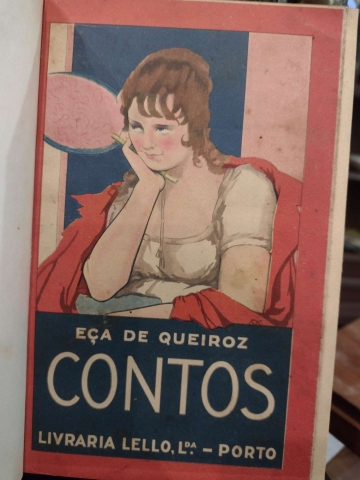 EÇA DE QUEIROZ
CONTOS
LIVRARIA LELLO, L.DA – PORTO